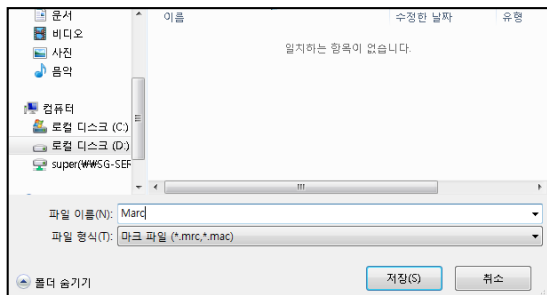 문서
비디오
사진
음악
컴퓨터
로컬 디스크 (C:)
로컬 디스크 (D:)
super(₩₩SG-SER
이름 수정한 날짜 유형
일치하는 항목이 없습니다.
파일 이름(N): Marc
파일 형식(T): 마크 파일 (*.mrc,*.mac)
폴더 숨기기 저장(S) 취소